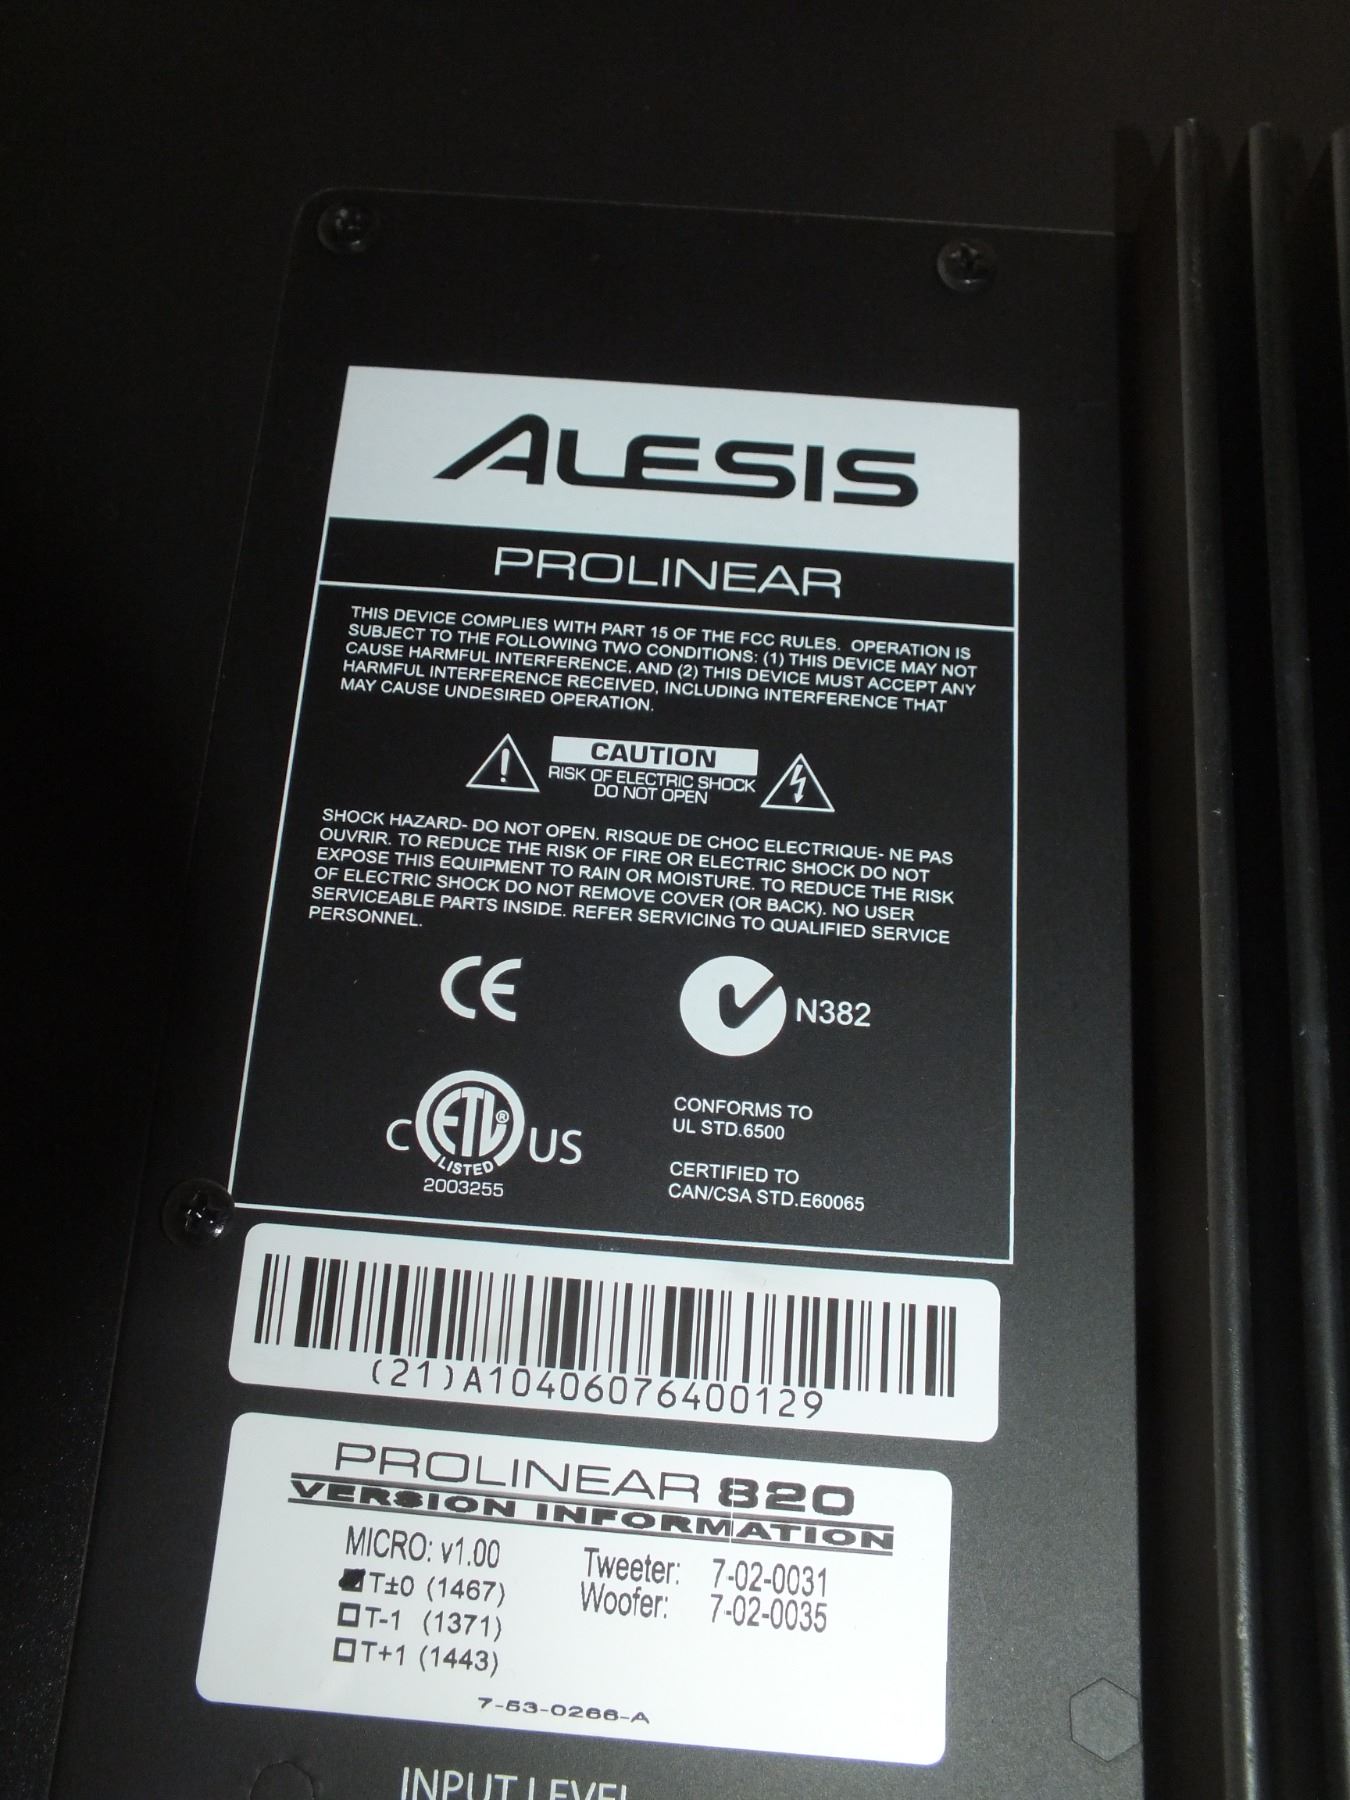 ALESIS
PROLINEAR
THIS DEVICE COMPLIES WITH PART 15 OF THE FCC RULES. OPERATION IS
SUBJECT TO THE FOLLOWING TWO CONDITIONS: (1) THIS DEVICE MAY NOT
CAUSE HARMFUL INTERFERENCE, AND (2) THIS DEVICE MUST ACCEPT ANY
HARMFUL INTERFERENCE RECEIVED, INCLUDING INTERFERENCE THAT
MAY CAUSE UNDESIRED OPERATION.
CAUTION
RISK OF ELECTRIC SHOCK
DO NOT OPEN
SHOCK HAZARD- DO NOT OPEN. RISQUE DE CHOC ELECTRIQUE- NE PAS
OUVRIR. TO REDUCE THE RISK OF FIRE OR ELECTRIC SHOCK DO NOT
EXPOSE THIS EQUIPMENT TO RAIN OR MOISTURE. TO REDUCE THE RISK
OF ELECTRIC SHOCK DO NOT REMOVE COVER (OR BACK). NO USER
SERVICEABLE PARTS INSIDE. REFER SERVICING TO QUALIFIED SERVICE
PERSONNEL.
CE
N382
C ETL® US
LISTED
2003255
CONFORMS TO
UL STD.6500
CERTIFIED TO
CAN/CSA STD.E60065
(21)A10406076400129
PROLINEAR 820
VERSION INFORMATION
MICRO: v1.00
T±0 (1467)
T-1 (1371)
T+1 (1443)
Tweeter: 7-02-0031
Woofer: 7-02-0035
7-53-0266-A
INPUT LEVEL